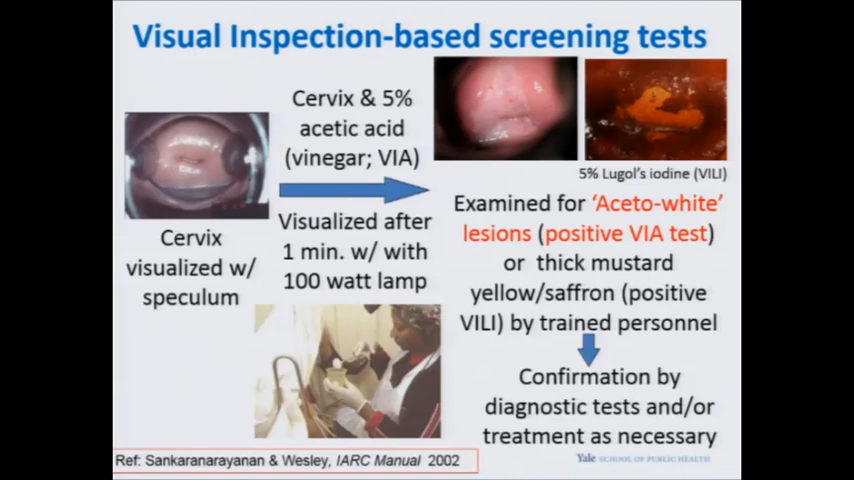 Visual Inspection-based screening tests
Cervix & 5%
acetic acid
(vinegar; VIA)
Visualized after
1 min. w/ with
100 watt lamp
Cervix
visualized w/
speculum
5% Lugol's iodine (VILI)
Examined for 'Aceto-white'
lesions (positive VIA test)
or thick mustard
yellow/saffron (positive
VILI) by trained personnel
Confirmation by
diagnostic tests and/or
treatment as necessary
Ref: Sankaranarayanan & Wesley, IARC Manual 2002
Yale SCHOOL OF PUBLIC HEALTH